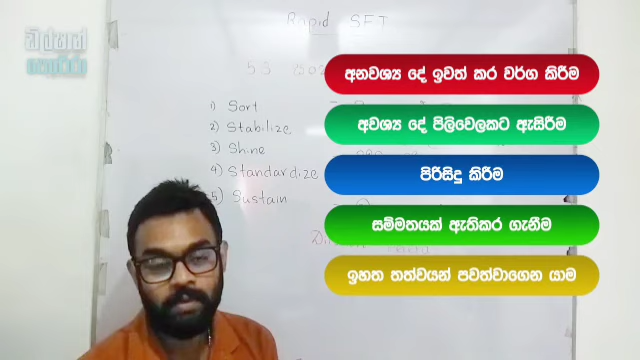 ඩිල්ෂාන්
කොරේරා
Rapid SET
5S
1) Sort
2) Stabilize
3) Shine
4) Standardize
5) Sustain
අනවශ්‍ය දේ ඉවත් කර වර්ග කිරීම
අවශ්‍ය දේ පිලිවෙලකට ඇසිරීම
පිරිසිදු කිරීම
සම්මතයක් ඇතිකර ගැනීම
ඉහත තත්වයන් පවත්වාගෙන යාම